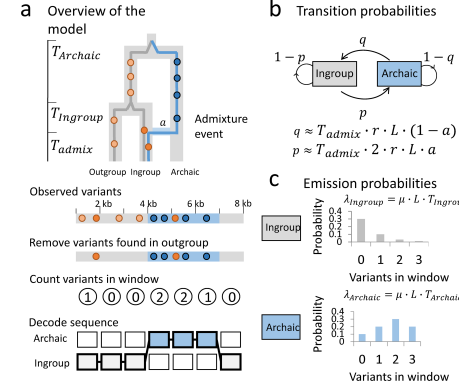 a Overview of the
model
T_Archaic
T_Ingroup
T_admix
a
Admixture
event
Outgroup Ingroup Archaic
Observed variants
2 kb 4 kb 6 kb 8 kb
Remove variants found in outgroup
Count variants in window
1 0 0 2 2 1 0
Decode sequence
Archaic
Ingroup
b Transition probabilities
q
1 − p
1 − q
Ingroup
Archaic
p
q ≈ T_admix · r · L · (1 − a)
p ≈ T_admix · 2 · r · L · a
c Emission probabilities
λ_Ingroup = μ · L · T_Ingroup
Ingroup
Probability
0.4
0.3
0.2
0.1
0
0 1 2 3
Variants in window
λ_Archaic = μ · L · T_Archaic
Archaic
Probability
0.4
0.3
0.2
0.1
0
0 1 2 3
Variants in window